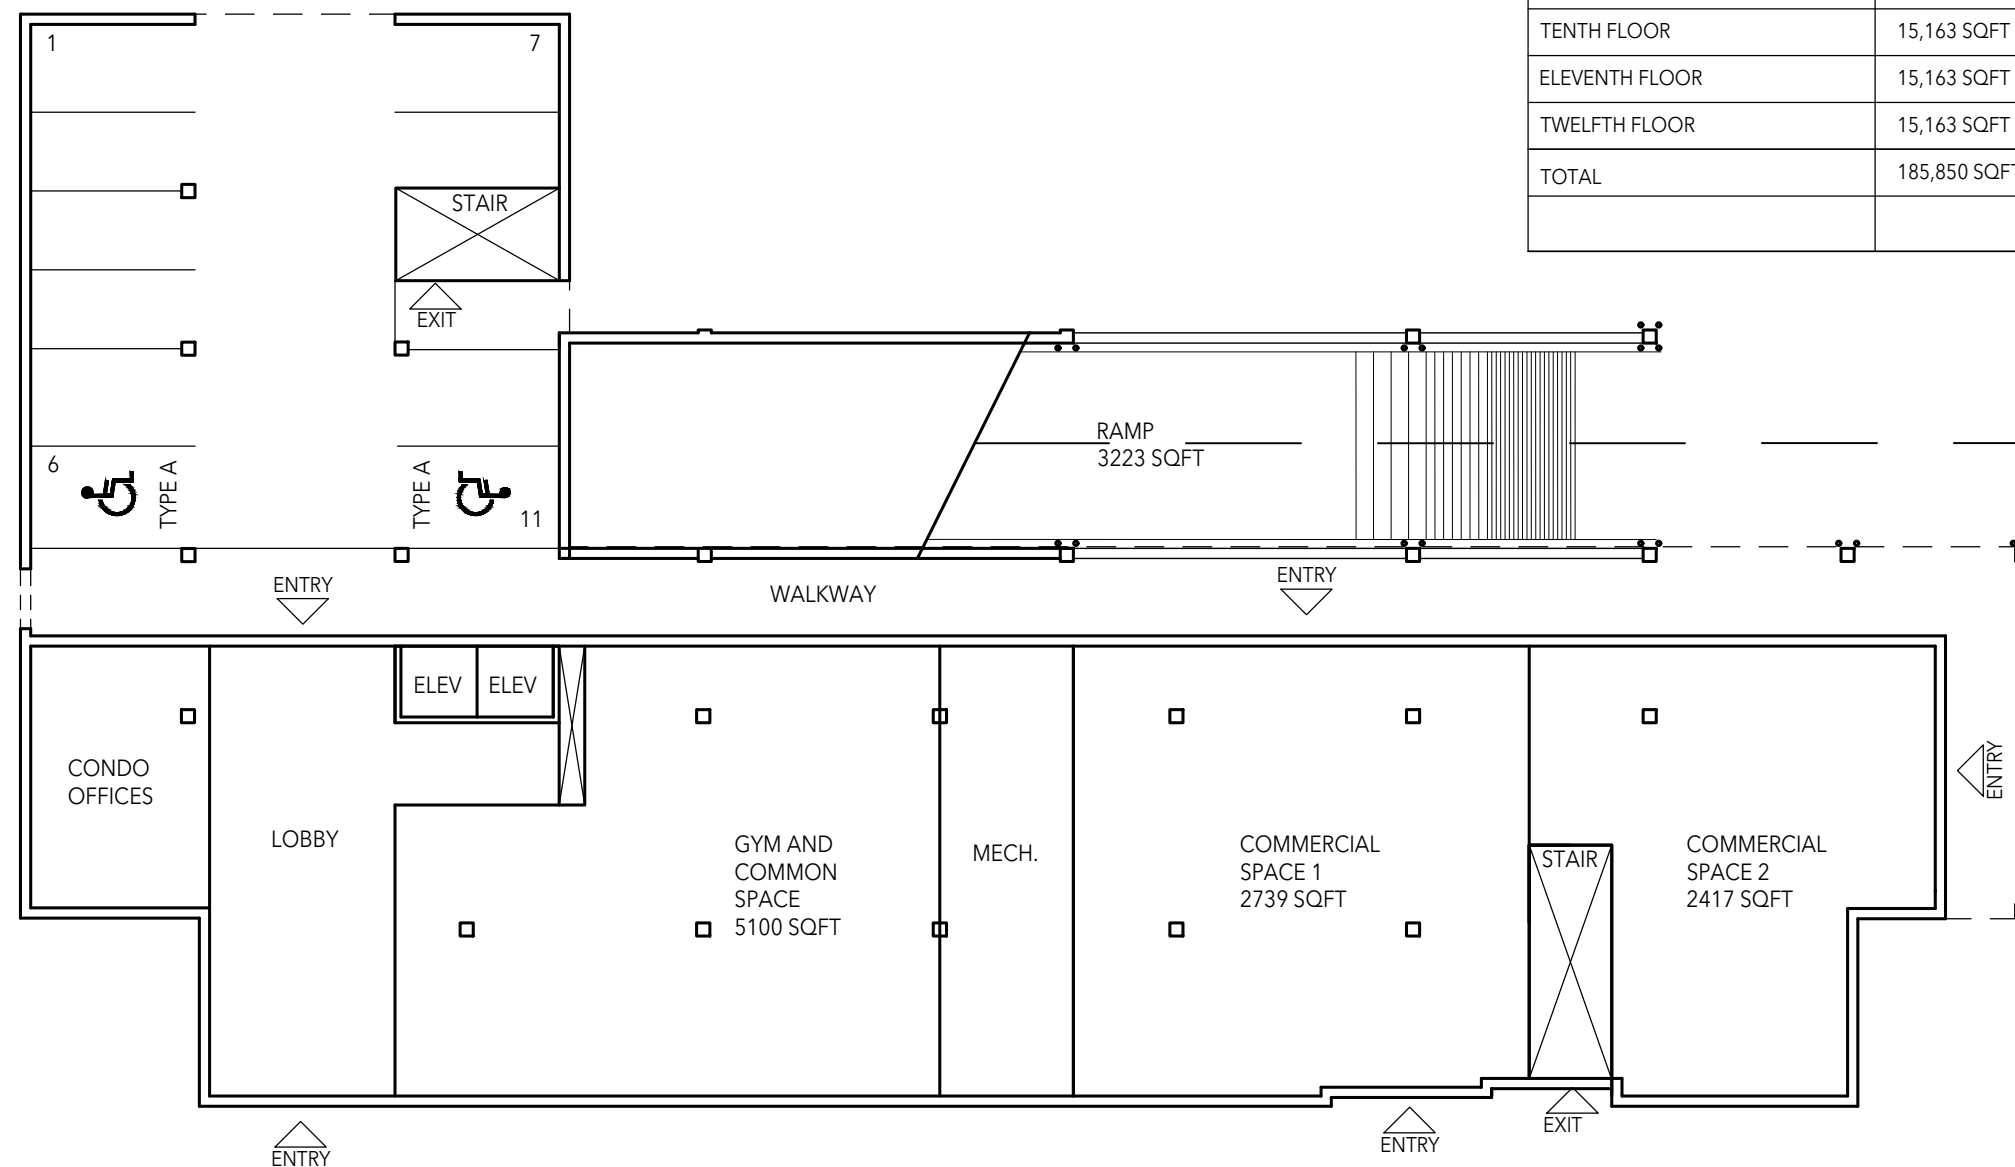 1
7
TENTH FLOOR 15,163 SQFT
ELEVENTH FLOOR 15,163 SQFT
TWELFTH FLOOR 15,163 SQFT
TOTAL 185,850 SQFT
STAIR
EXIT
RAMP
3223 SQFT
6
TYPE A
TYPE A
11
ENTRY
WALKWAY
ENTRY
ELEV
ELEV
CONDO
OFFICES
LOBBY
GYM AND
COMMON
SPACE
5100 SQFT
MECH.
COMMERCIAL
SPACE 1
2739 SQFT
STAIR
COMMERCIAL
SPACE 2
2417 SQFT
ENTRY
ENTRY
ENTRY
EXIT